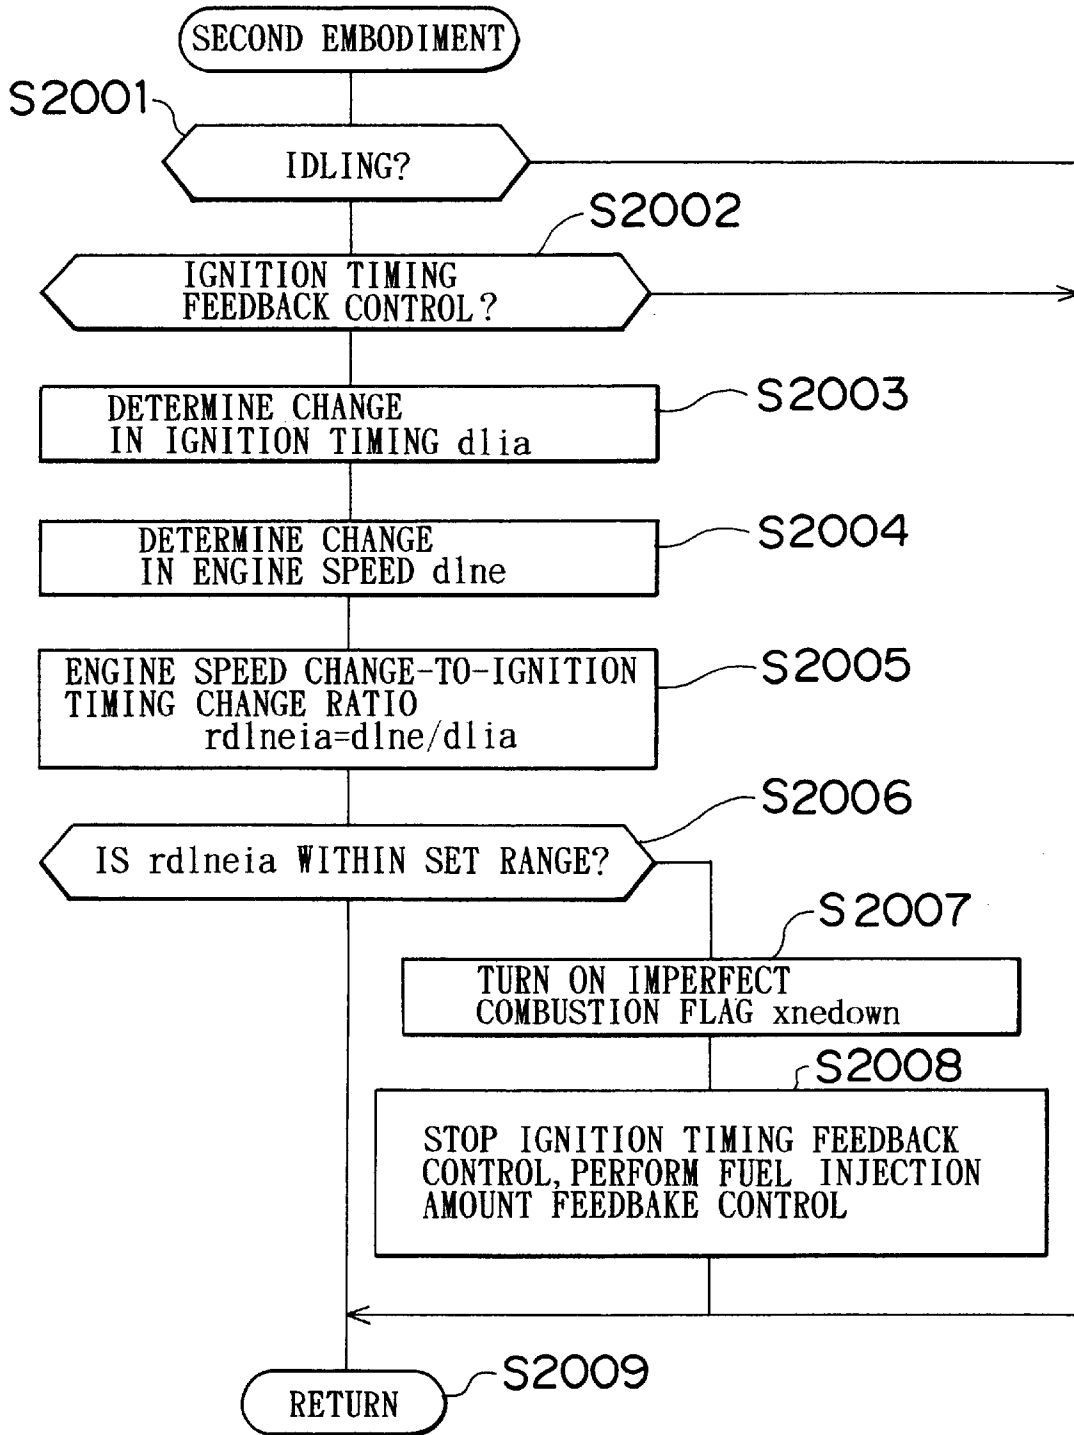 SECOND EMBODIMENT
S2001
IDLING?
S2002
IGNITION TIMING
FEEDBACK CONTROL?
S2003
DETERMINE CHANGE
IN IGNITION TIMING dlia
S2004
DETERMINE CHANGE
IN ENGINE SPEED dlne
S2005
ENGINE SPEED CHANGE-TO-IGNITION
TIMING CHANGE RATIO
rdlneia=dlne/dlia
S2006
IS rdlneia WITHIN SET RANGE?
S2007
TURN ON IMPERFECT
COMBUSTION FLAG xnedown
S2008
STOP IGNITION TIMING FEEDBACK
CONTROL, PERFORM FUEL INJECTION
AMOUNT FEEDBAKE CONTROL
S2009
RETURN